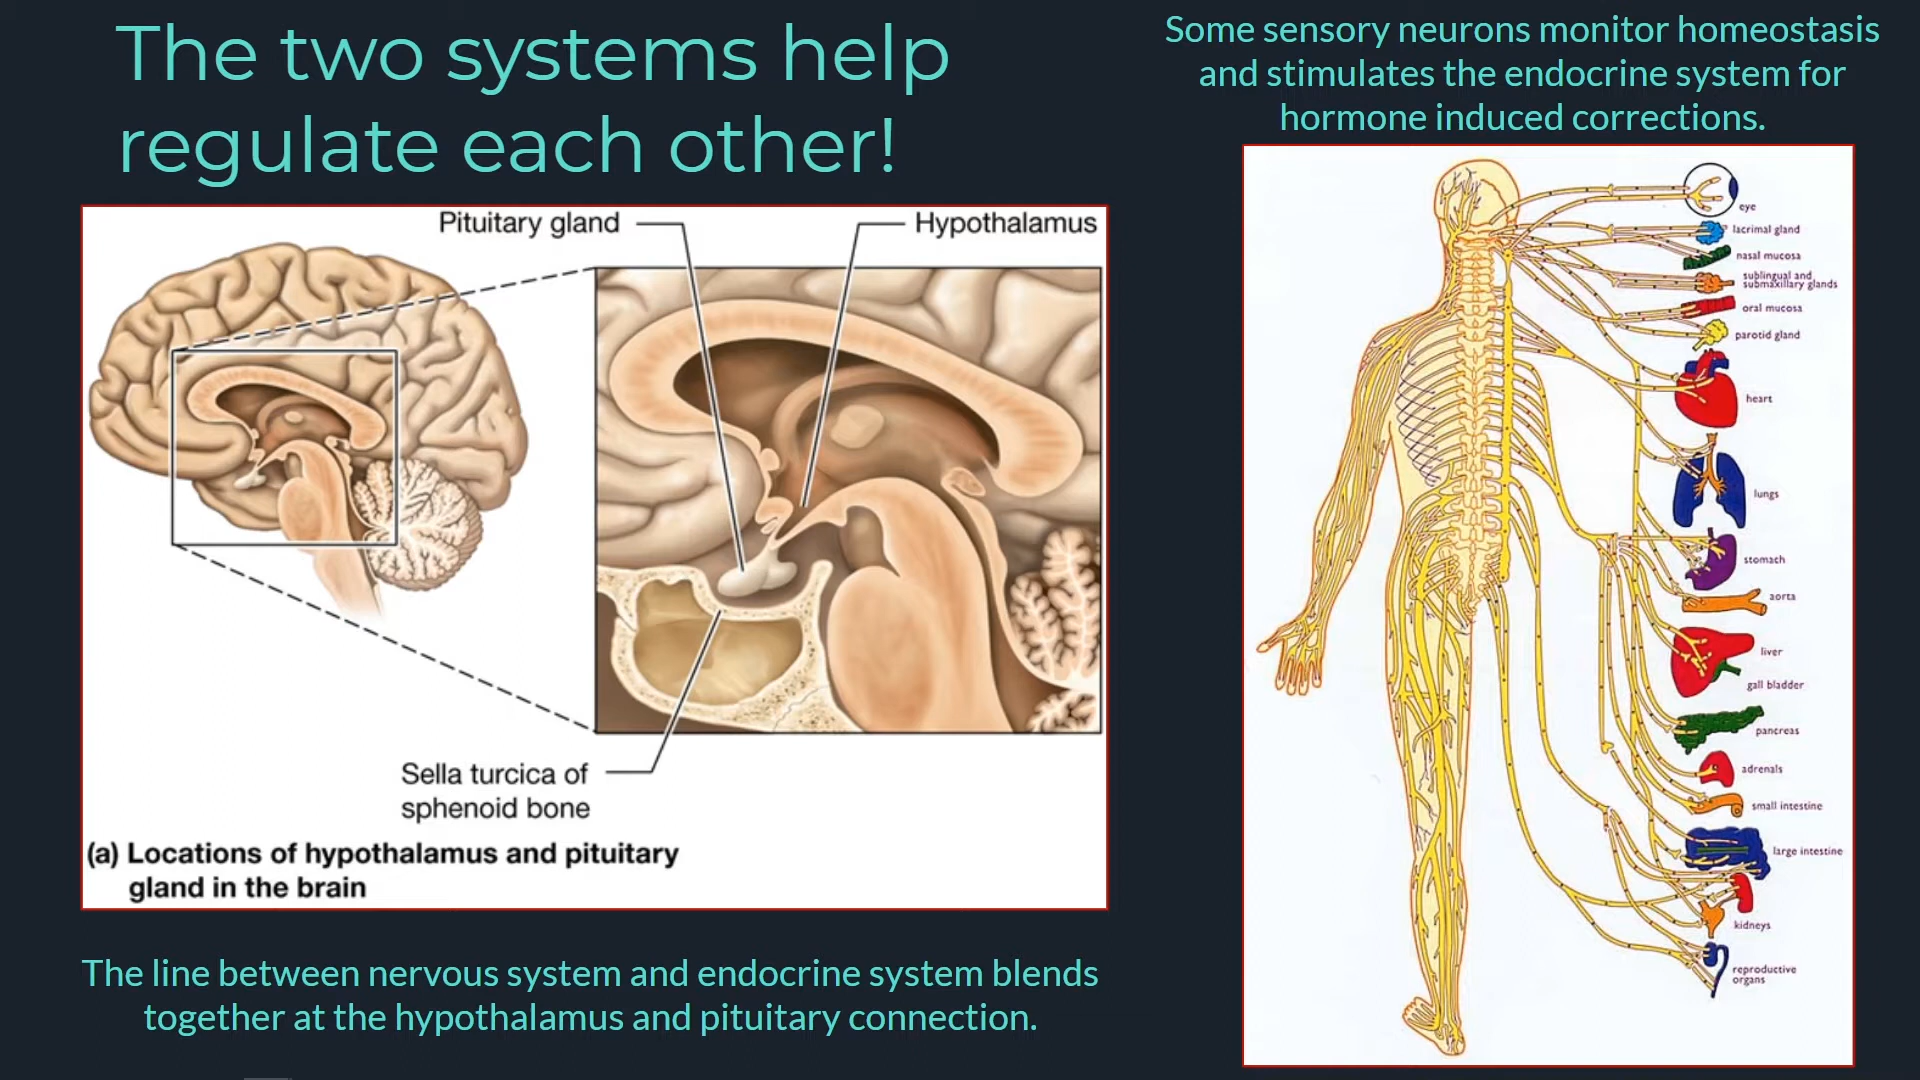 The two systems help
regulate each other!
Some sensory neurons monitor homeostasis
and stimulates the endocrine system for
hormone induced corrections.
Pituitary gland
Hypothalamus
Sella turcica of
sphenoid bone
(a) Locations of hypothalamus and pituitary
gland in the brain
The line between nervous system and endocrine system blends
together at the hypothalamus and pituitary connection.
eye
lacrimal gland
nasal mucosa
sublingual and
submaxillary glands
oral mucosa
parotid gland
heart
lungs
stomach
aorta
liver
gall bladder
pancreas
adrenals
small intestine
large intestine
kidneys
reproductive
organs